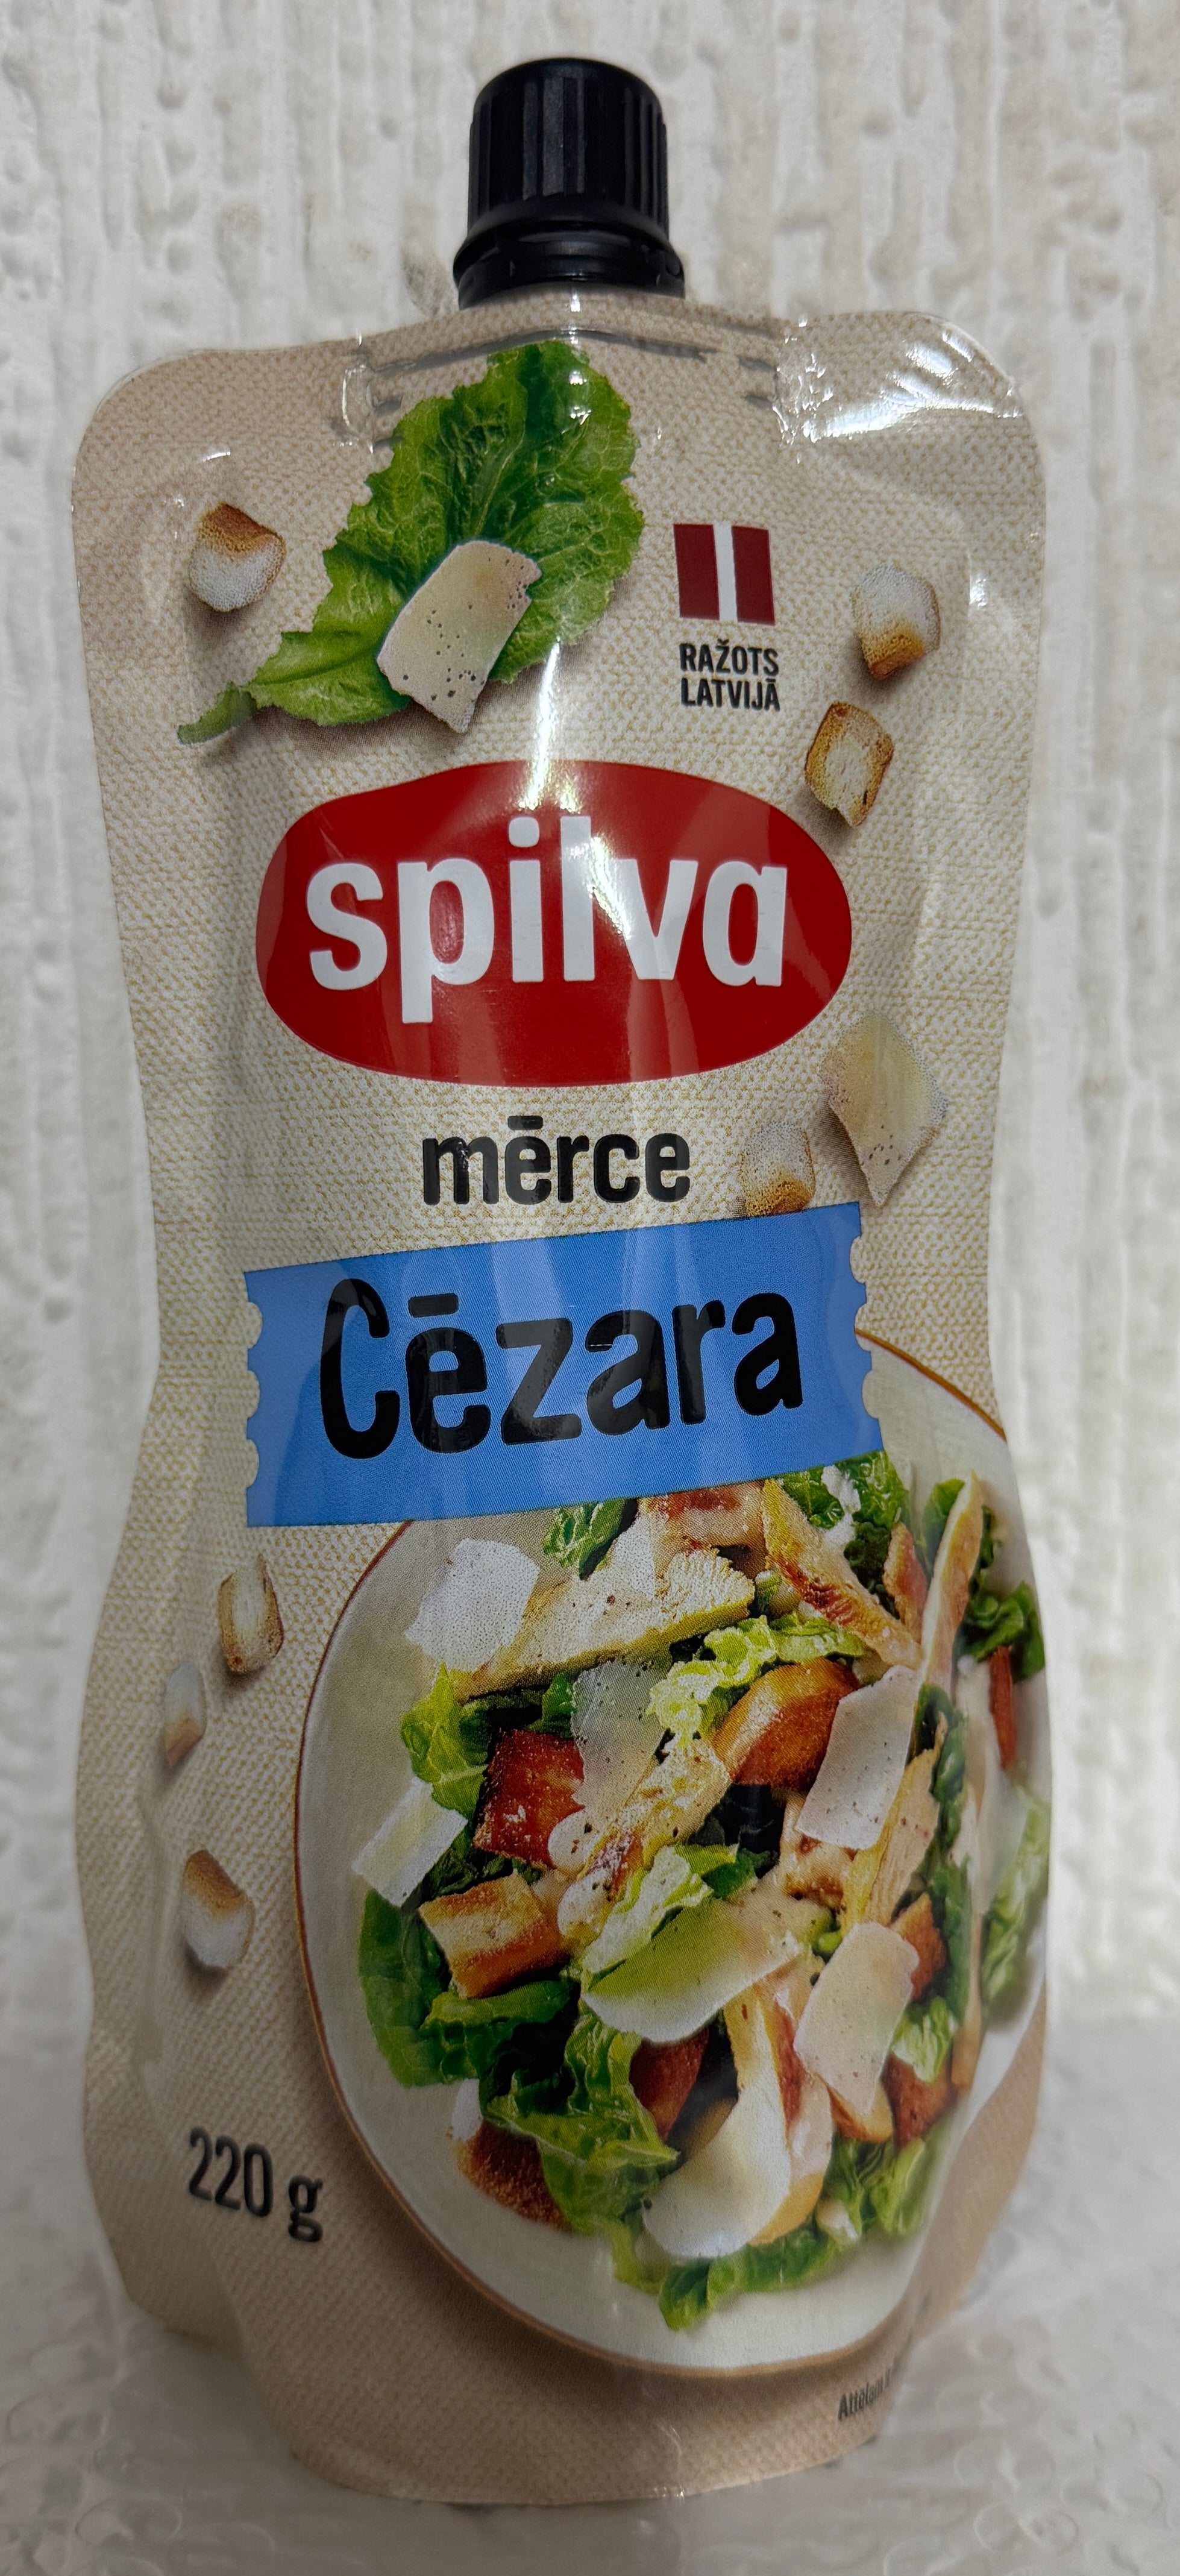 RAŽOTS
LATVIJĀ
spilva
mērce
Cēzara
220 g